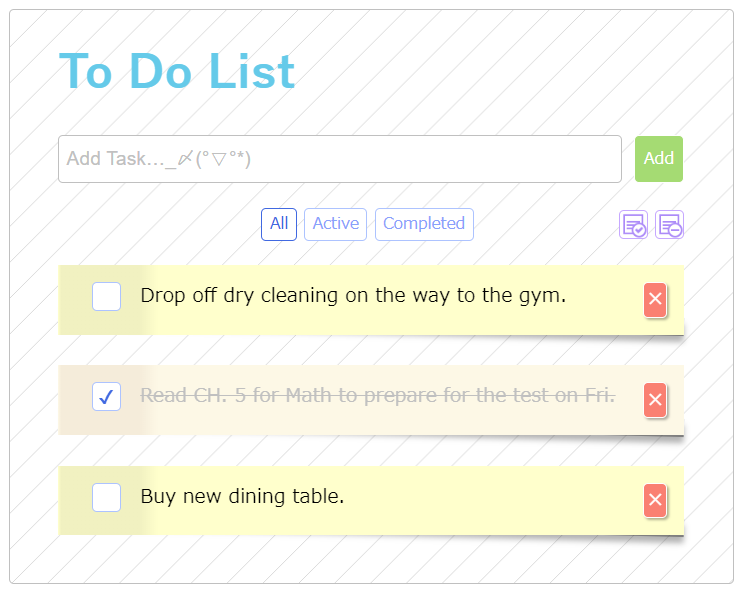 To Do List
Add Task..._〆(°▽°*)
Add
All
Active
Completed
Drop off dry cleaning on the way to the gym.
Read CH. 5 for Math to prepare for the test on Fri.
Buy new dining table.